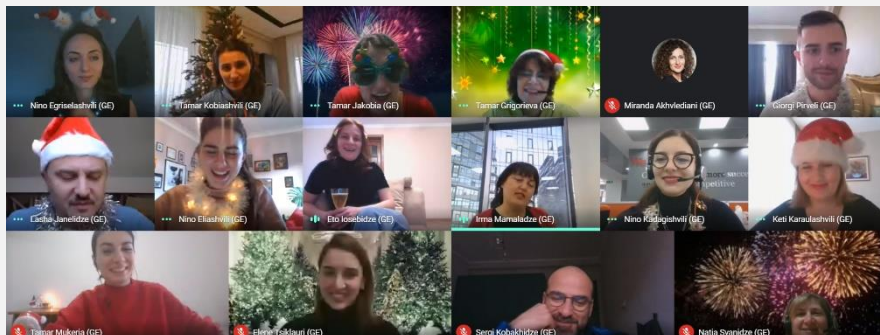 Nino Egriselashvili (GE)
Tamar Kobiashvili (GE)
Tamar Jakobia (GE)
Tamar Grigorieva (GE)
Miranda Akhvlediani (GE)
Giorgi Pirveli (GE)
Lasha Janelidze (GE)
Nino Eliashvili (GE)
Eto Iosebidze (GE)
Irma Mamaladze (GE)
Nino Kadagishvili (GE)
Keti Karaulashvili (GE)
Tamar Mukeria (GE)
Elene Tsiklauri (GE)
Sergi Kobakhidze (GE)
Natia Svanidze (GE)